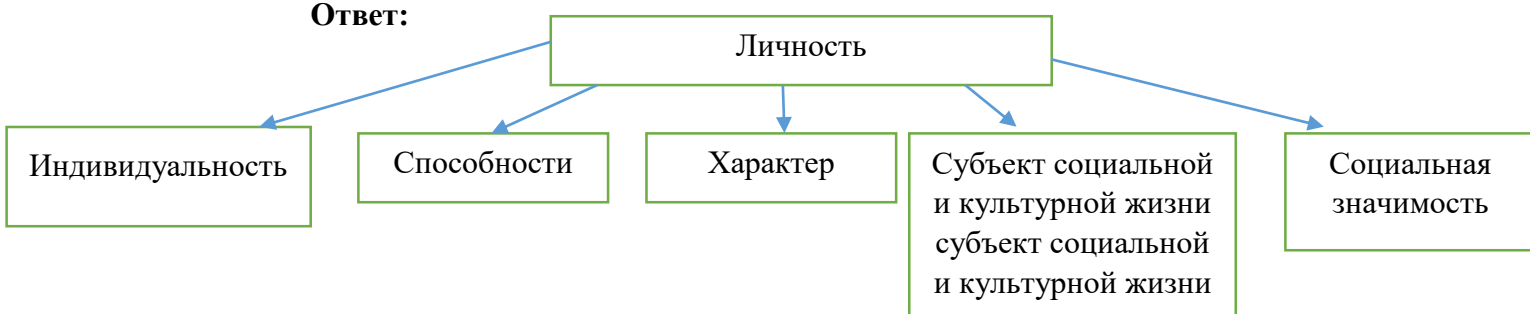 Ответ:
Личность
Индивидуальность
Способности
Характер
Субъект социальной
и культурной жизни
субъект социальной
и культурной жизни
Социальная
значимость